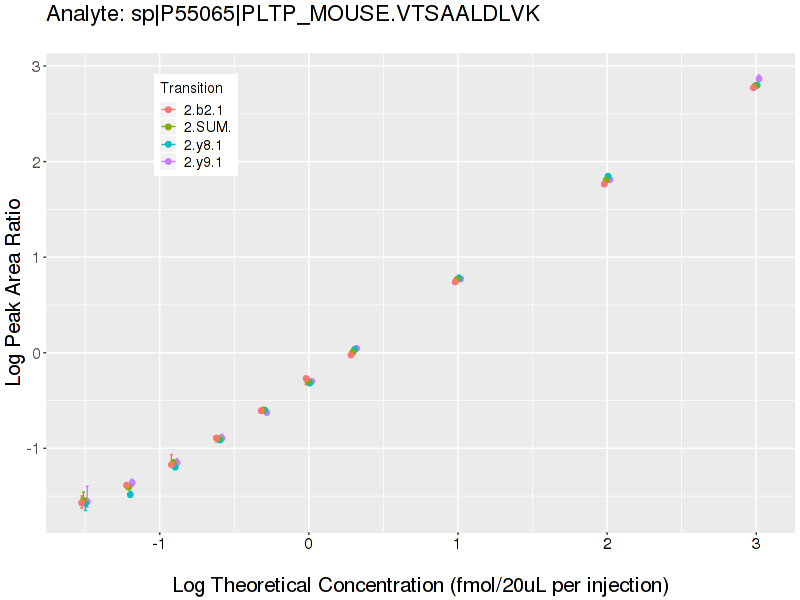 Analyte: sp|P55065|PLTP_MOUSE.VTSAALDLVK
Transition
2.b2.1
2.SUM.
2.y8.1
2.y9.1
3
2
1
0
-1
Log Peak Area Ratio
-1
0
1
2
3
Log Theoretical Concentration (fmol/20uL per injection)